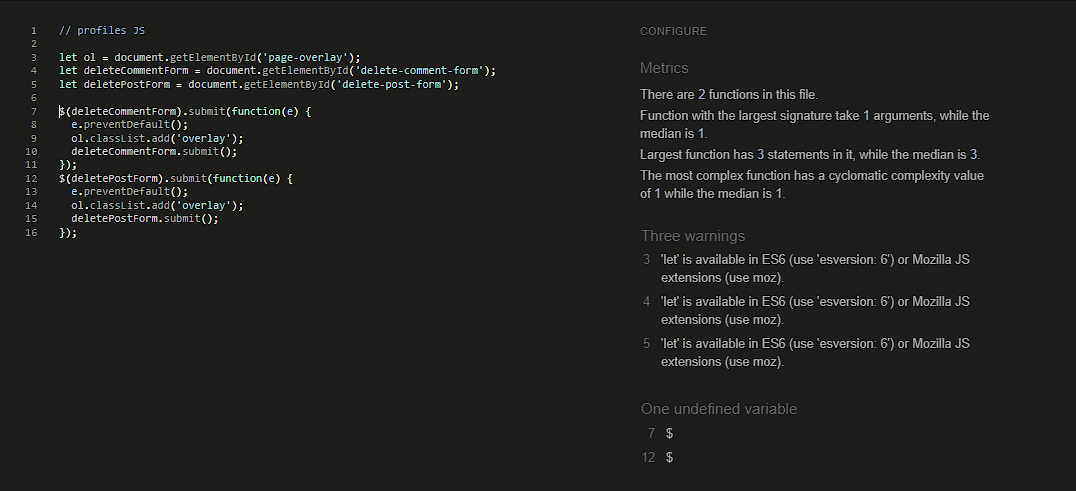 1 // profiles JS
2
3 let ol = document.getElementById('page-overlay');
4 let deleteCommentForm = document.getElementById('delete-comment-form');
5 let deletePostForm = document.getElementById('delete-post-form');
6
7 $(deleteCommentForm).submit(function(e) {
8   e.preventDefault();
9   ol.classList.add('overlay');
10   deleteCommentForm.submit();
11 });
12 $(deletePostForm).submit(function(e) {
13   e.preventDefault();
14   ol.classList.add('overlay');
15   deletePostForm.submit();
16 });
CONFIGURE
Metrics
There are 2 functions in this file.
Function with the largest signature take 1 arguments, while the
median is 1.
Largest function has 3 statements in it, while the median is 3.
The most complex function has a cyclomatic complexity value
of 1 while the median is 1.
Three warnings
3 'let' is available in ES6 (use 'esversion: 6') or Mozilla JS
extensions (use moz).
4 'let' is available in ES6 (use 'esversion: 6') or Mozilla JS
extensions (use moz).
5 'let' is available in ES6 (use 'esversion: 6') or Mozilla JS
extensions (use moz).
One undefined variable
7 $
12 $